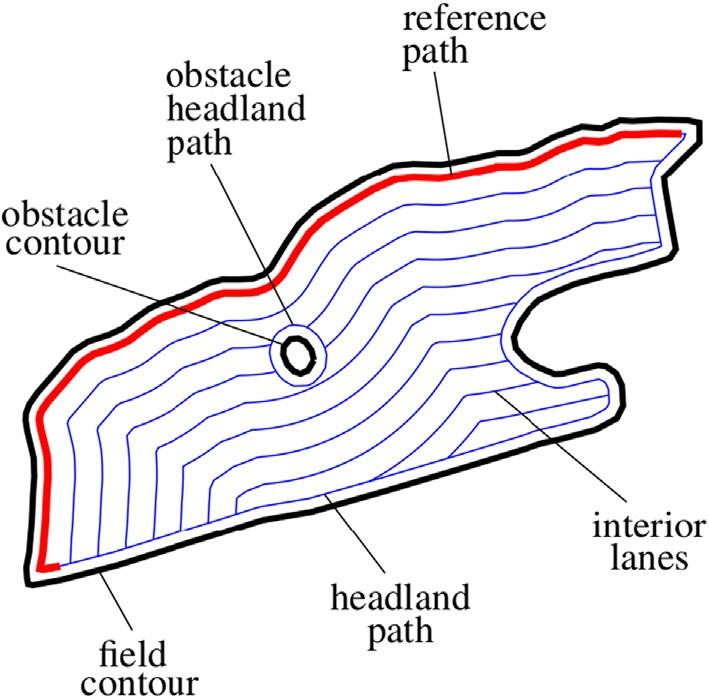 reference
path
obstacle
headland
path
obstacle
contour
interior
lanes
headland
path
field
contour